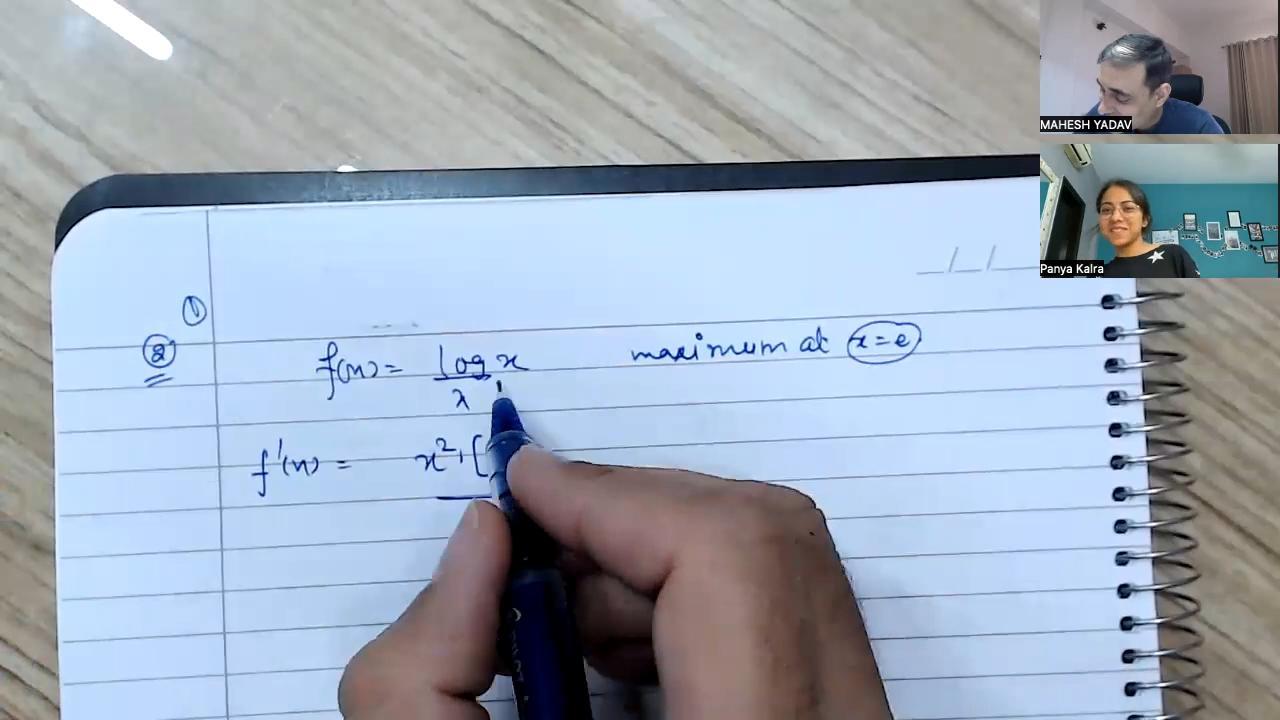 MAHESH YADAV
Panya Kalra
_/_/_
①
②
f(x) = log x / x maximum at x=e
f'(x) = x² · [